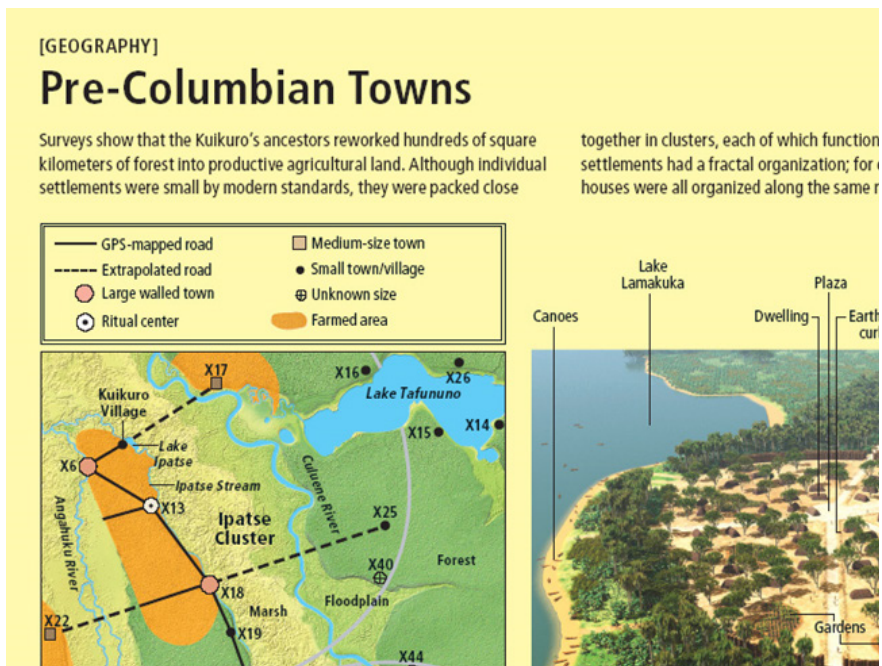 [GEOGRAPHY]
Pre-Columbian Towns
Surveys show that the Kuikuro's ancestors reworked hundreds of square
kilometers of forest into productive agricultural land. Although individual
settlements were small by modern standards, they were packed close
together in clusters, each of which function
settlements had a fractal organization; for
houses were all organized along the same
GPS-mapped road
Extrapolated road
Large walled town
Ritual center
Medium-size town
Small town/village
Unknown size
Farmed area
X17
X16
X26
Lake Tafununo
Kuikuro
Village
X15
X14
Lake
Ipatse
X6
Ipatse Stream
Culuene River
X13
X25
Ipatse
Cluster
Angahuku River
Forest
X40
X18
Floodplain
Marsh
X22
X19
X44
Lake
Lamakuka
Plaza
Canoes
Dwelling
Earth
cur
Gardens